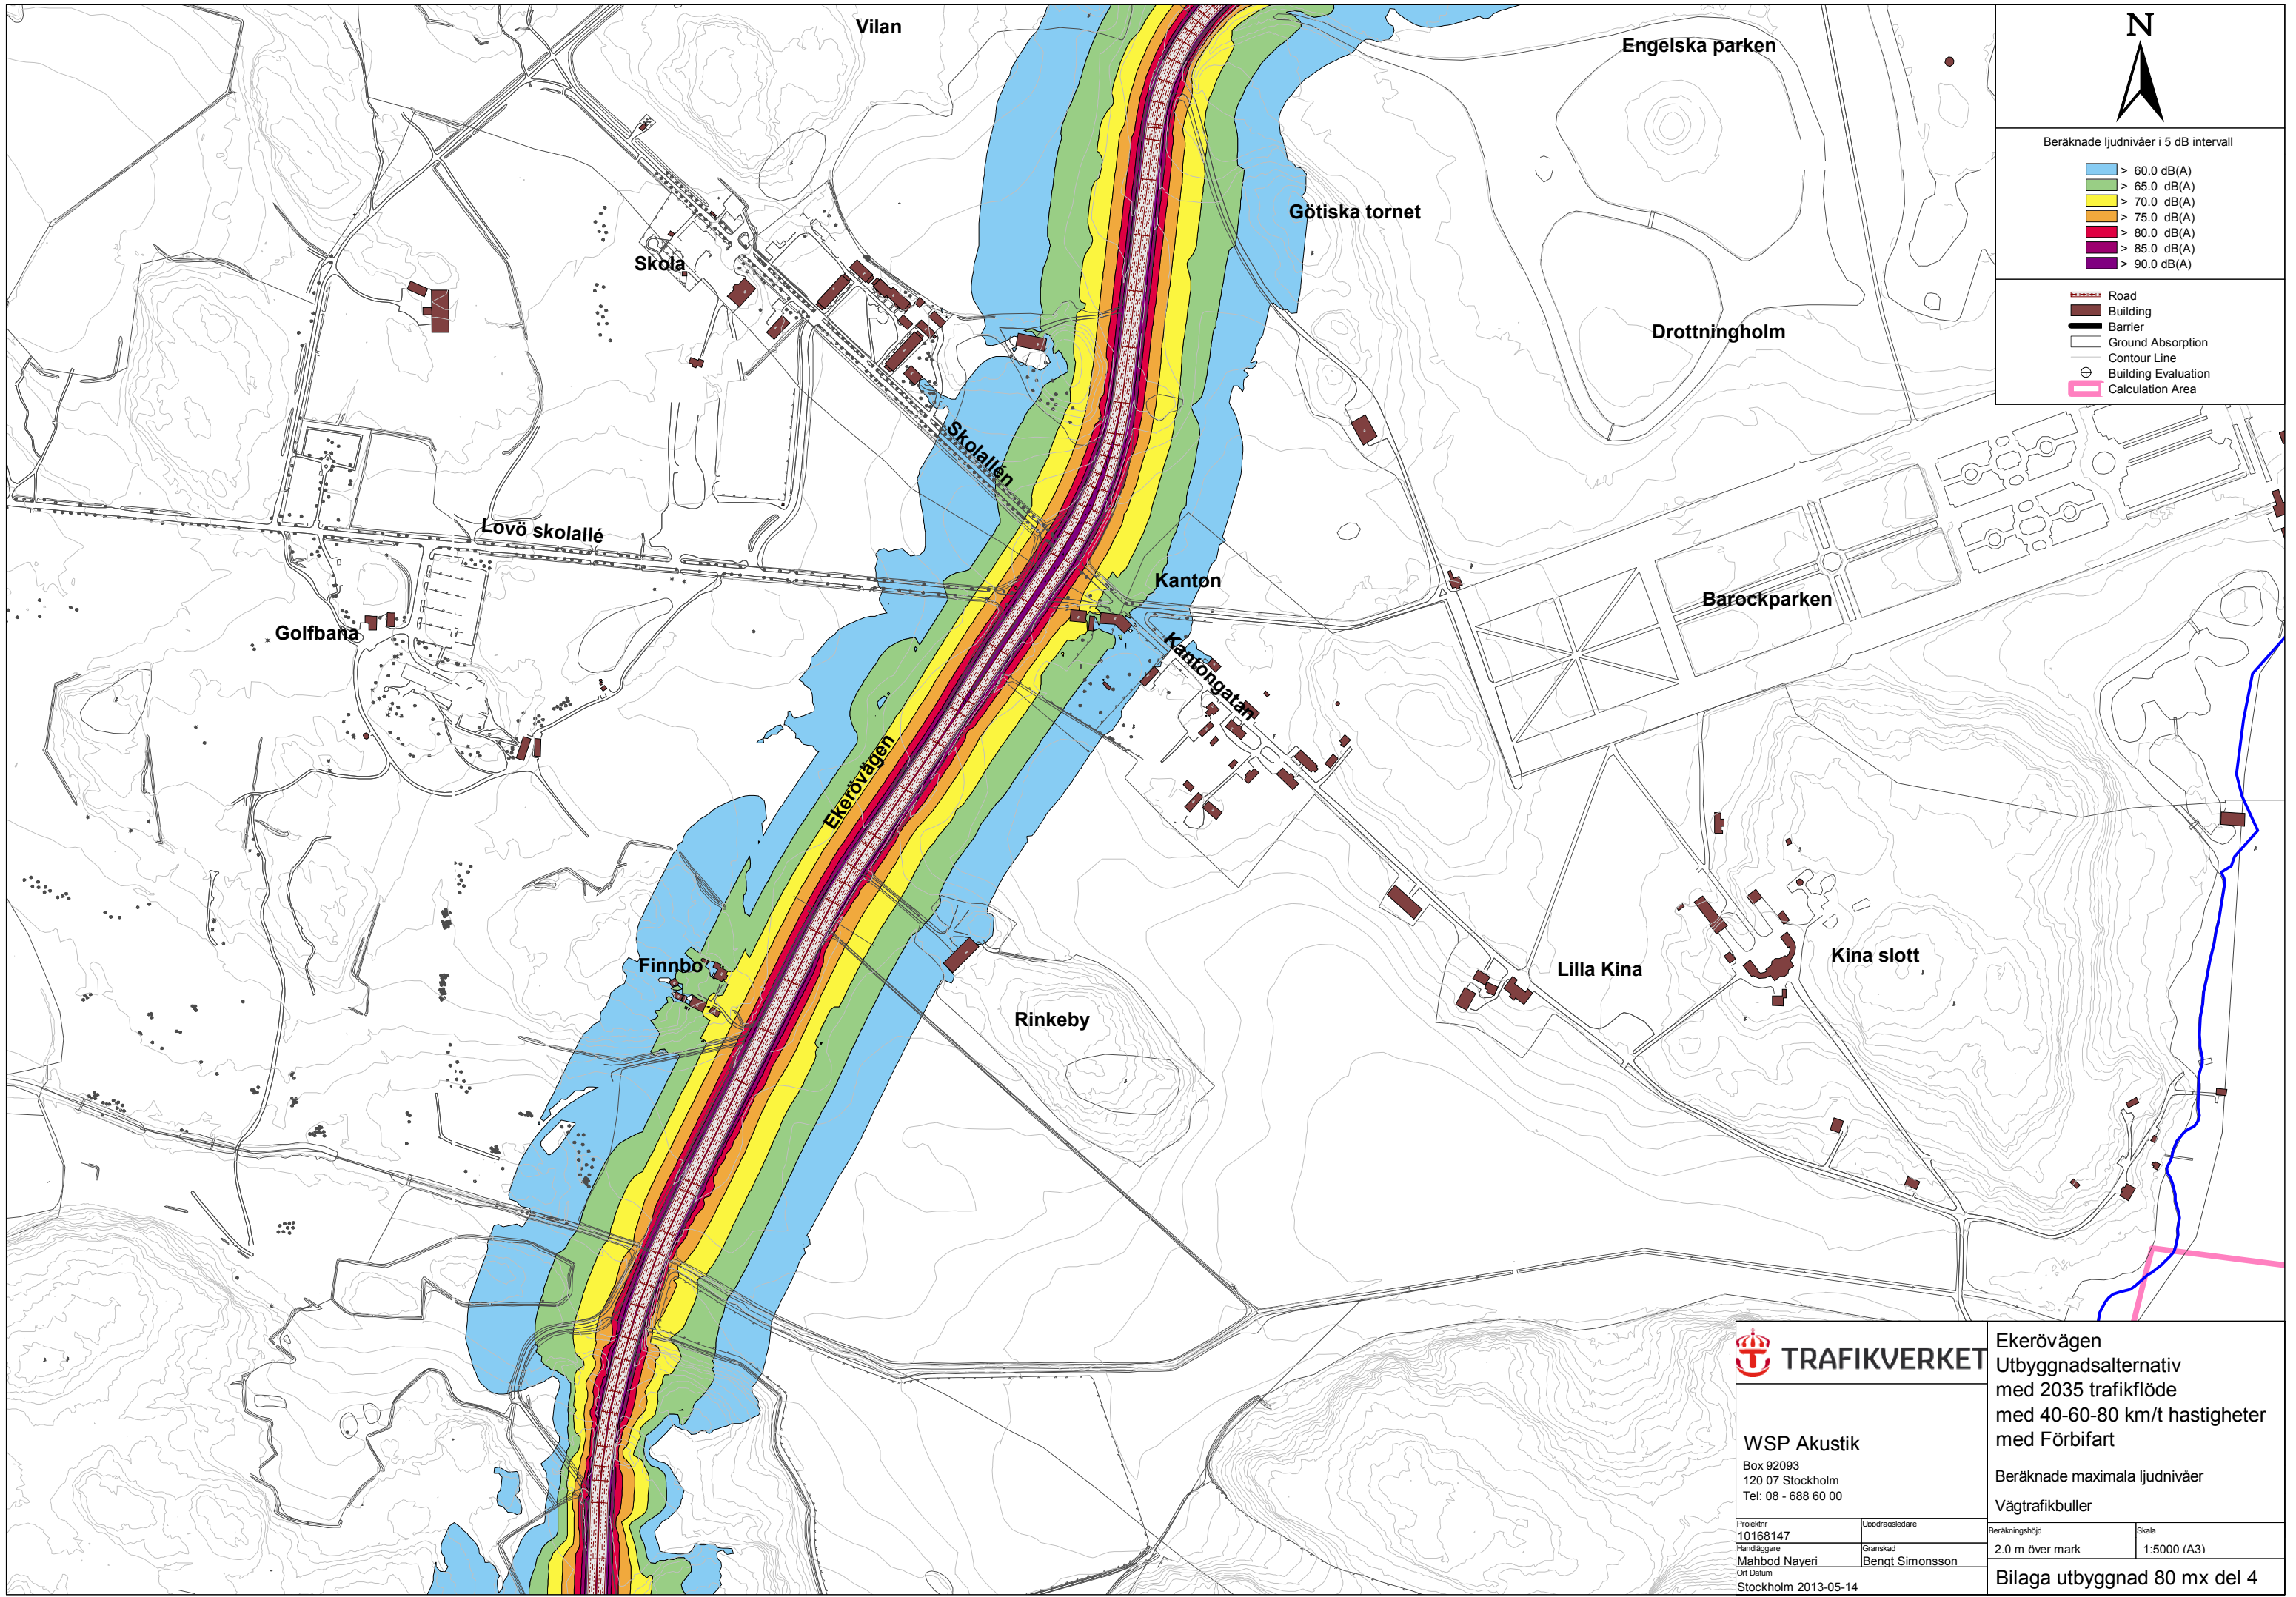 Vilan
Engelska parken
Götiska tornet
Skola
Drottningholm
Skolallén
Lovö skolallé
Kanton
Barockparken
Golfbana
Kantongatan
Ekerövägen
Finnbo
Rinkeby
Lilla Kina
Kina slott
N
Beräknade ljudnivåer i 5 dB intervall
> 60.0 dB(A)
> 65.0 dB(A)
> 70.0 dB(A)
> 75.0 dB(A)
> 80.0 dB(A)
> 85.0 dB(A)
> 90.0 dB(A)
Road
Building
Barrier
Ground Absorption
Contour Line
Building Evaluation
Calculation Area
TRAFIKVERKET
WSP Akustik
Box 92093
120 07 Stockholm
Tel: 08 - 688 60 00
Projektnr
10168147
Uppdragsledare
Handläggare
Mahbod Nayeri
Granskad
Bengt Simonsson
Ort Datum
Stockholm 2013-05-14
Ekerövägen
Utbyggnadsalternativ
med 2035 trafikflöde
med 40-60-80 km/t hastigheter
med Förbifart
Beräknade maximala ljudnivåer
Vägtrafikbuller
Beräkningshöjd
2.0 m över mark
Skala
1:5000 (A3)
Bilaga utbyggnad 80 mx del 4